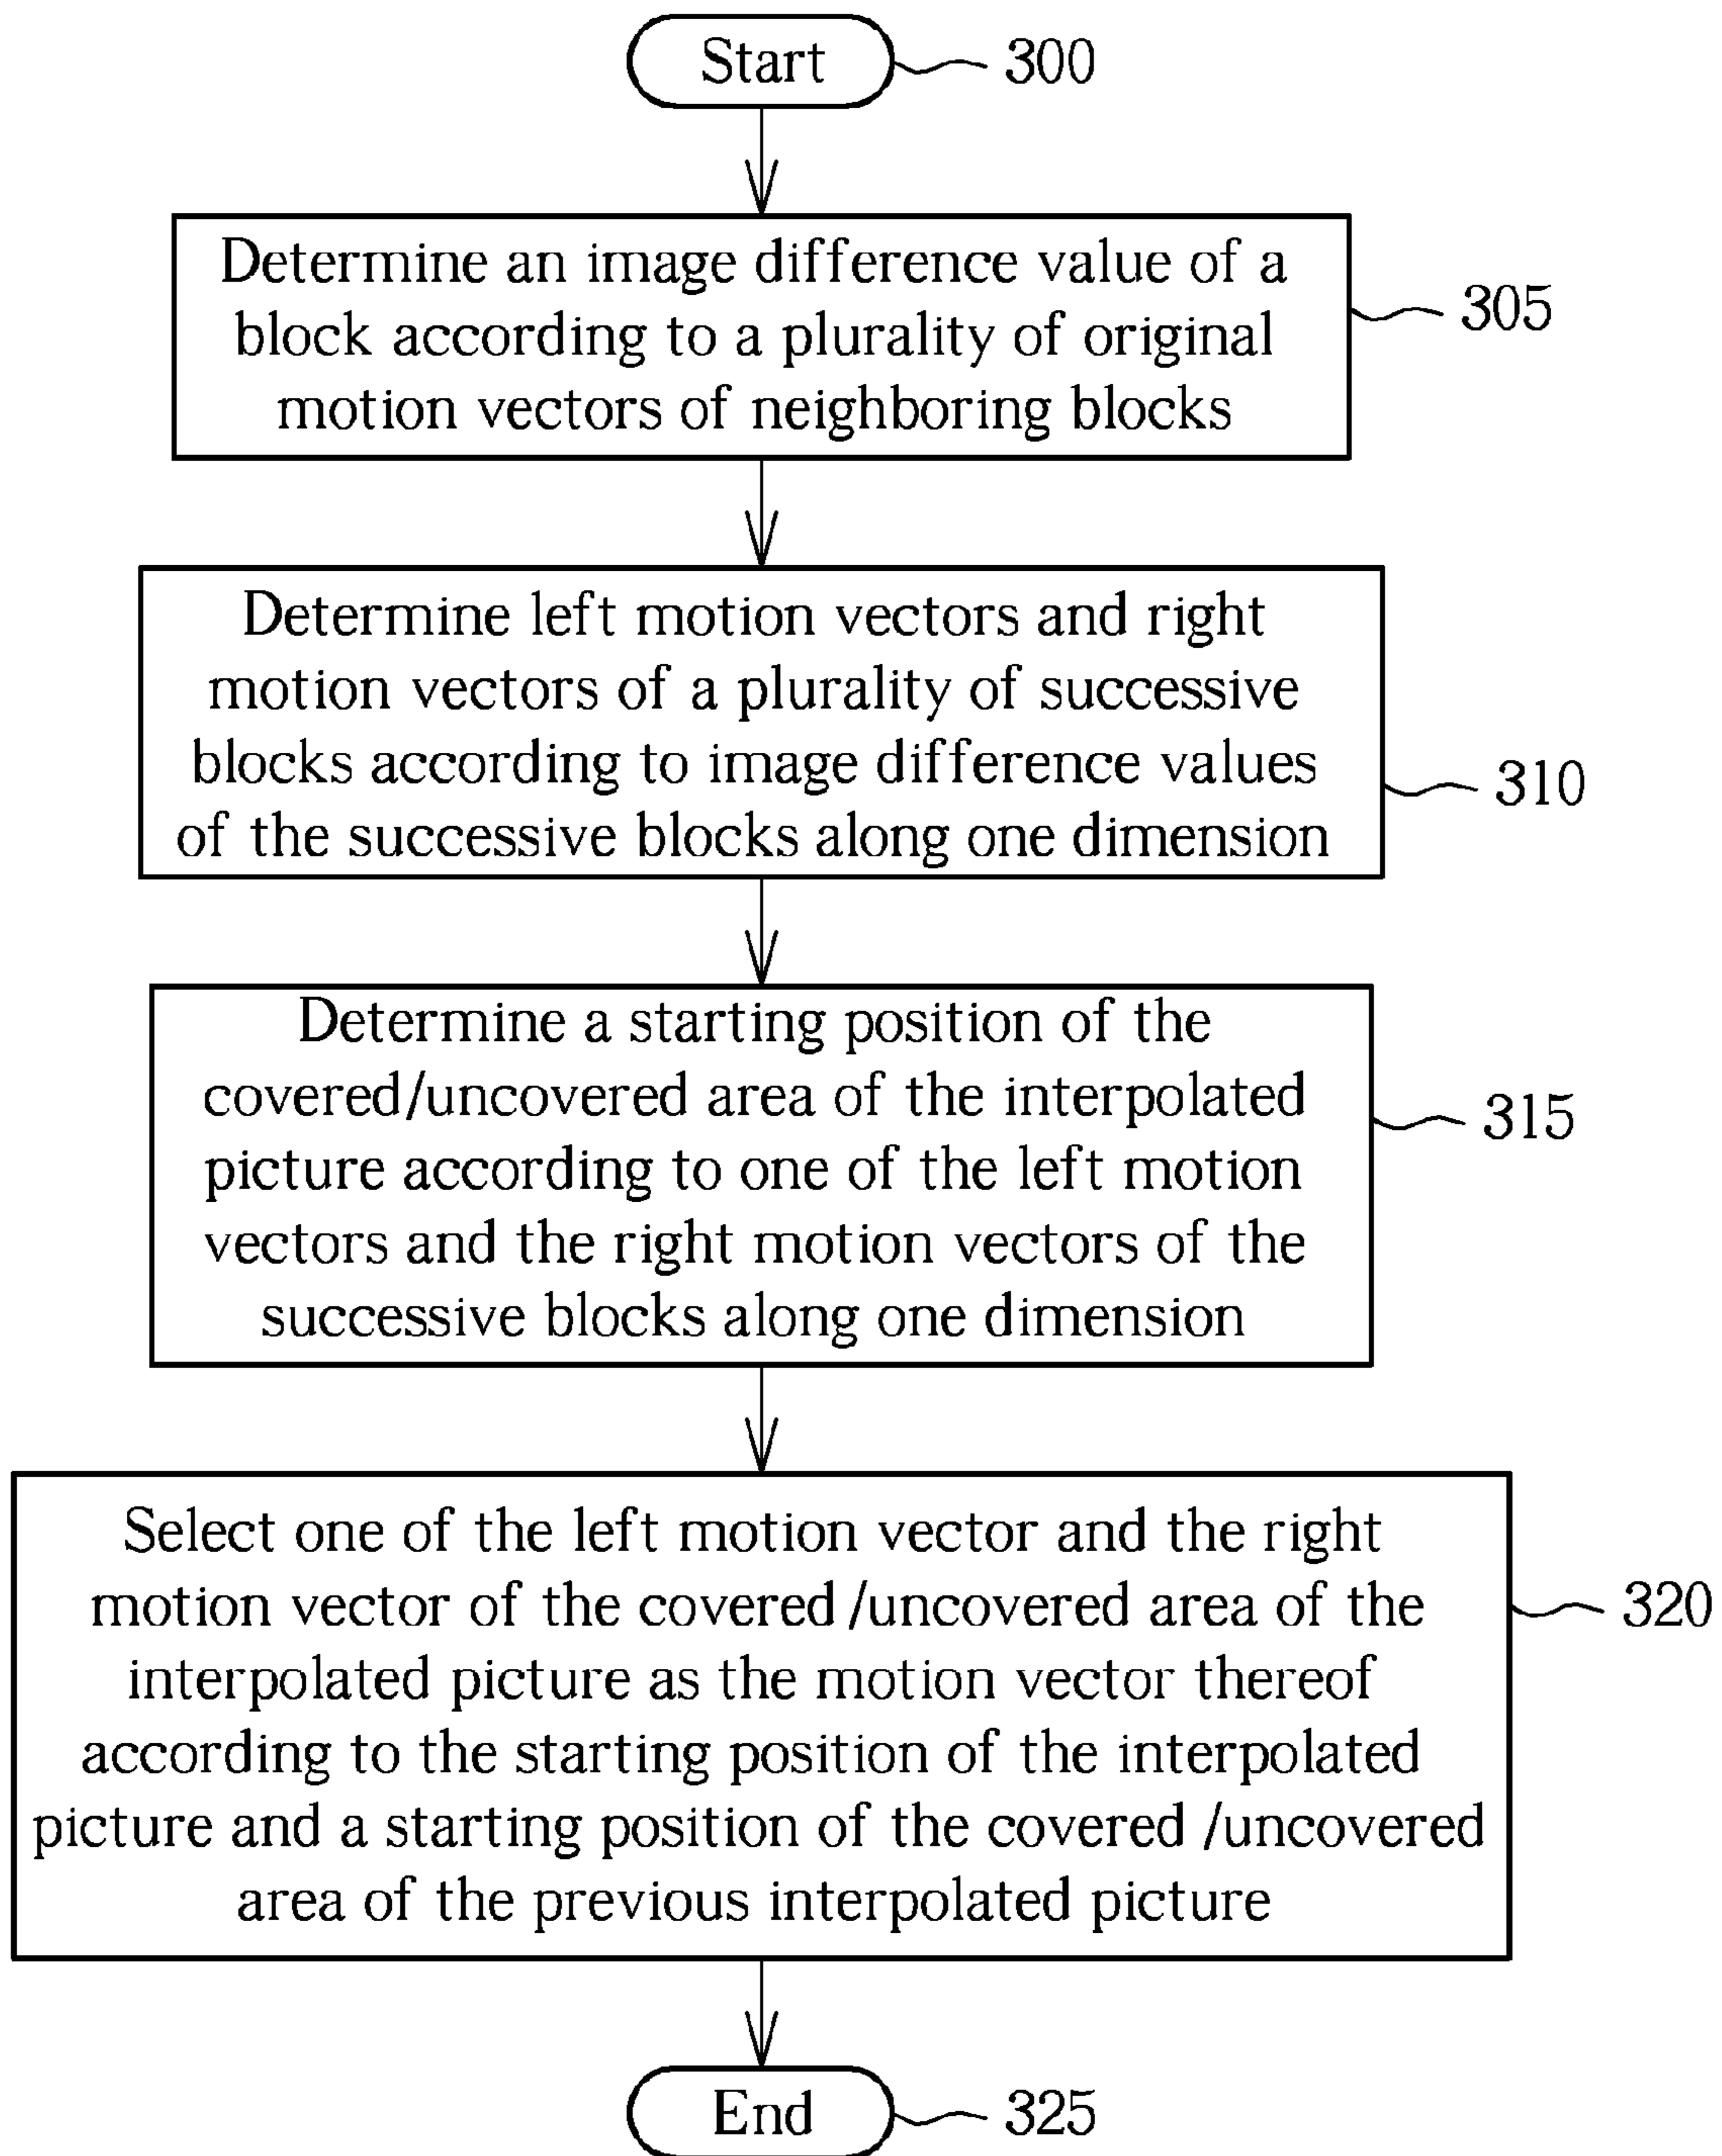 Start
300
Determine an image difference value of a
block according to a plurality of original
motion vectors of neighboring blocks
305
Determine left motion vectors and right
motion vectors of a plurality of successive
blocks according to image difference values
of the successive blocks along one dimension
310
Determine a starting position of the
covered/uncovered area of the interpolated
picture according to one of the left motion
vectors and the right motion vectors of the
successive blocks along one dimension
315
Select one of the left motion vector and the right
motion vector of the covered /uncovered area of the
interpolated picture as the motion vector thereof
according to the starting position of the interpolated
picture and a starting position of the covered /uncovered
area of the previous interpolated picture
320
End
325